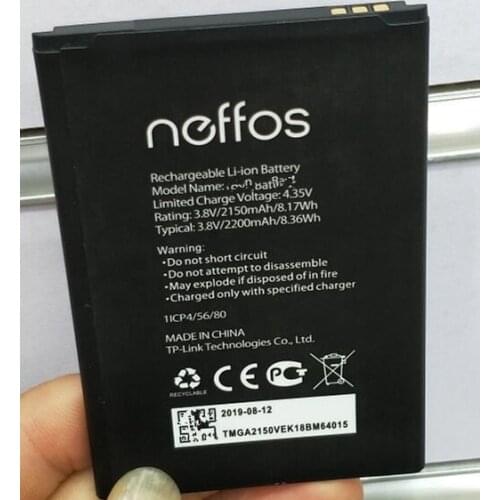 neffos
Rechargeable Li-ion Battery
Model Name:
Limited Charge Voltage: 4.35V
Rating: 3.8V/2150mAh/8.17Wh
Typical: 3.8V/2200mAh/8.36Wh
Warning:
•Do not short circuit
•Do not attempt to disassemble
•May explode if disposed of in fire
•Charged only with specified charger
1ICP4/56/80
MADE IN CHINA
TP-Link Technologies Co., Ltd.
CE EAC
2019-08-12
TMGA2150VEK18BM64015